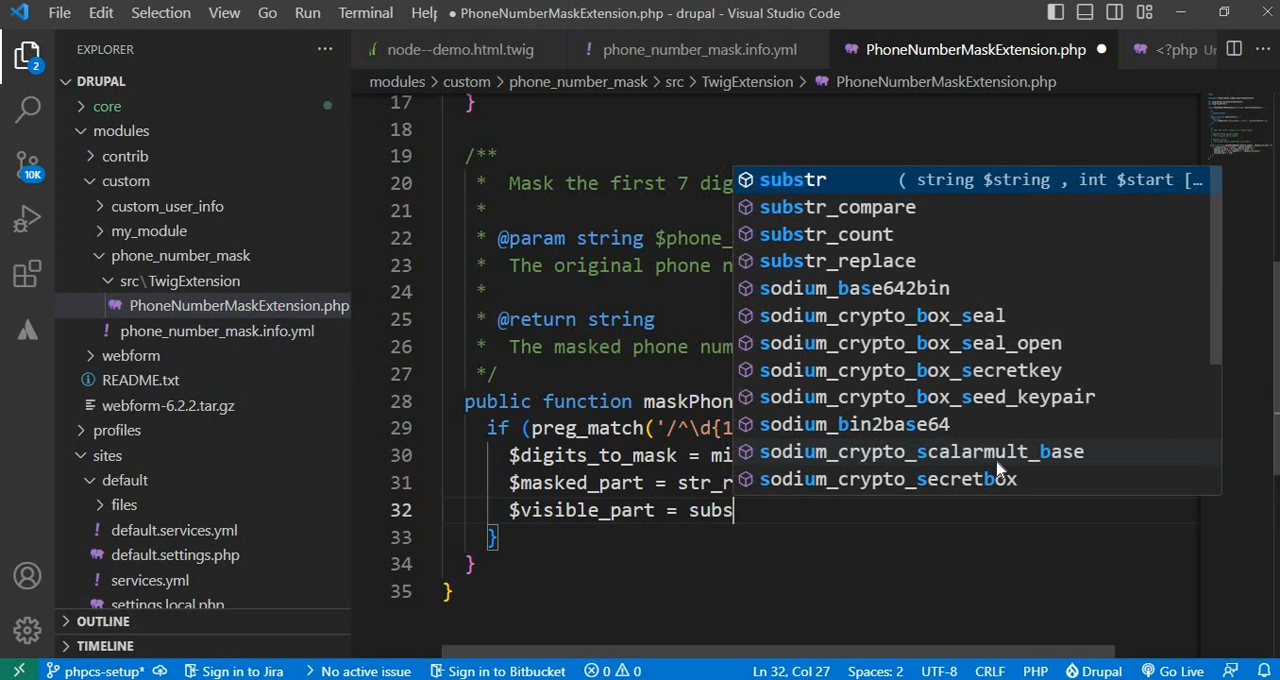 File Edit Selection View Go Run Terminal Help ● PhoneNumberMaskExtension.php - drupal - Visual Studio Code
EXPLORER ···
node--demo.html.twig ! phone_number_mask.info.yml PhoneNumberMaskExtension.php ● <?php
modules > custom > phone_number_mask > src > TwigExtension > PhoneNumberMaskExtension.php
2
10K
DRUPAL
core
modules
contrib
custom
custom_user_info
my_module
phone_number_mask
src\TwigExtension
PhoneNumberMaskExtension.php
! phone_number_mask.info.yml
webform
README.txt
webform-6.2.2.tar.gz
profiles
sites
default
files
! default.services.yml
default.settings.php
! services.yml
settings.local.php
OUTLINE
TIMELINE
17 }
18
19 /**
20 * Mask the first 7 dig
21 *
22 * @param string $phone_
23 * The original phone n
24 *
25 * @return string
26 * The masked phone num
27 */
28 public function maskPhon
29 if (preg_match('/^\d{1
30 $digits_to_mask = mi
31 $masked_part = str_r
32 $visible_part = subs
33 }
34 }
35 }
substr ( string $string , int $start [...
substr_compare
substr_count
substr_replace
sodium_base642bin
sodium_crypto_box_seal
sodium_crypto_box_seal_open
sodium_crypto_box_secretkey
sodium_crypto_box_seed_keypair
sodium_bin2base64
sodium_crypto_scalarmult_base
sodium_crypto_secretbox
phpcs-setup* Sign in to Jira No active issue Sign in to Bitbucket 0 0 Ln 32, Col 27 Spaces: 2 UTF-8 CRLF PHP Drupal Go Live